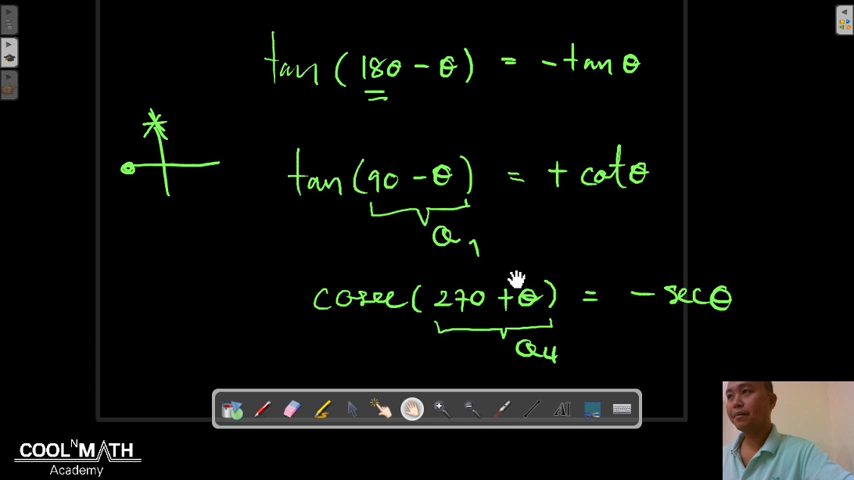 tan (180 - θ) = - tan θ
tan (90 - θ) = + cot θ
Q1
cosec (270 + θ) = - sec θ
Q4
COOL N MATH
Academy